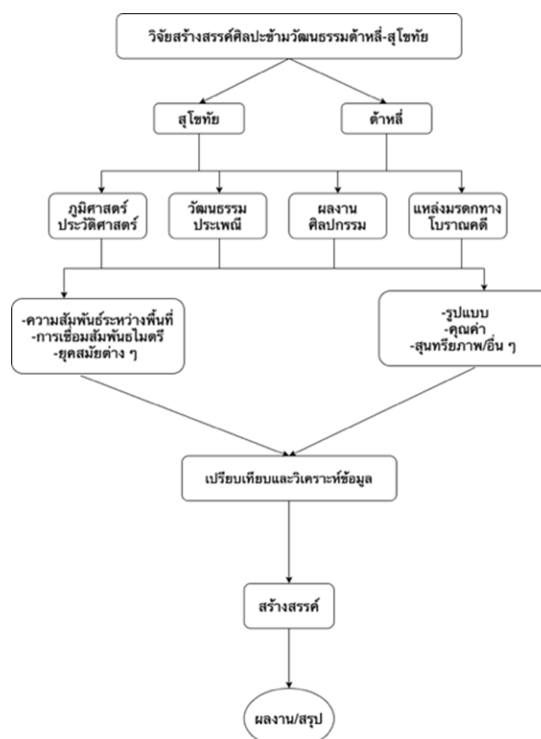 วิจัยสร้างสรรค์ศิลปะข้ามวัฒนธรรมต้าหลี่-สุโขทัย
สุโขทัย
ต้าหลี่
ภูมิศาสตร์
ประวัติศาสตร์
วัฒนธรรม
ประเพณี
ผลงาน
ศิลปกรรม
แหล่งมรดกทาง
โบราณคดี
-ความสัมพันธ์ระหว่างพื้นที่
-การเชื่อมสัมพันธไมตรี
-ยุคสมัยต่าง ๆ
-รูปแบบ
-คุณค่า
-สุนทรียภาพ/อื่น ๆ
เปรียบเทียบและวิเคราะห์ข้อมูล
สร้างสรรค์
ผลงาน/สรุป